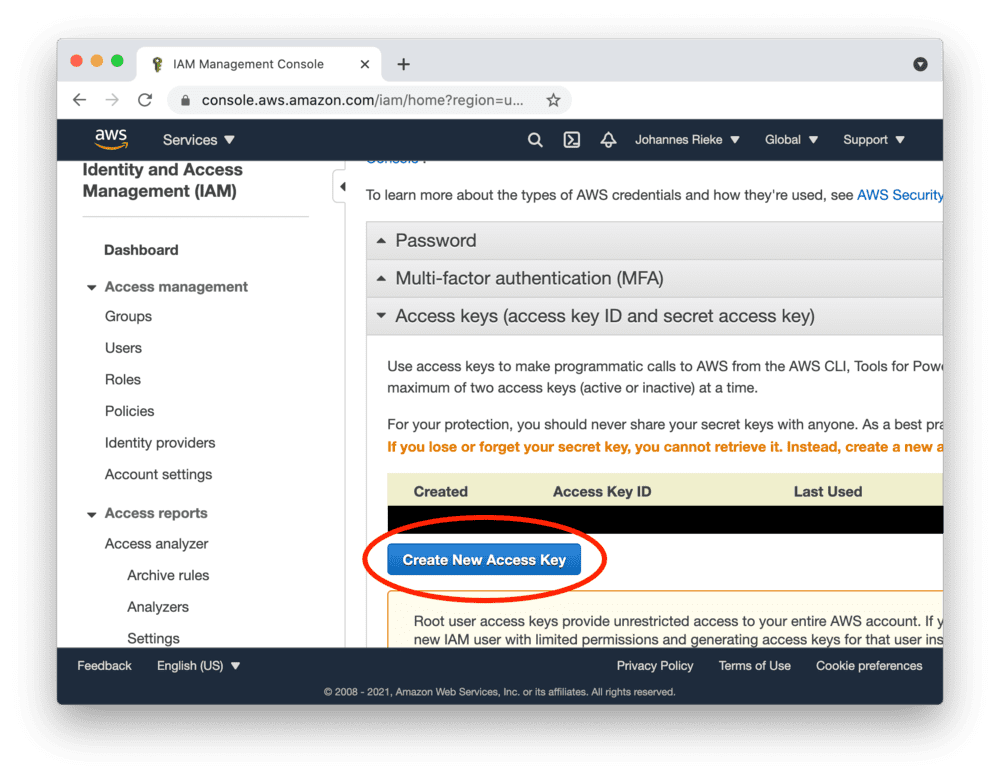 IAM Management Console
console.aws.amazon.com/iam/home?region=u...
aws
Services
Johannes Rieke
Global
Support
Identity and Access
Management (IAM)
Dashboard
Access management
Groups
Users
Roles
Policies
Identity providers
Account settings
Access reports
Access analyzer
Archive rules
Analyzers
Settings
Console .
To learn more about the types of AWS credentials and how they're used, see AWS Security
Password
Multi-factor authentication (MFA)
Access keys (access key ID and secret access key)
Use access keys to make programmatic calls to AWS from the AWS CLI, Tools for Powe
maximum of two access keys (active or inactive) at a time.
For your protection, you should never share your secret keys with anyone. As a best pra
If you lose or forget your secret key, you cannot retrieve it. Instead, create a new a
Created Access Key ID Last Used
Create New Access Key
Root user access keys provide unrestricted access to your entire AWS account. If y
new IAM user with limited permissions and generating access keys for that user ins
Feedback
English (US)
Privacy Policy
Terms of Use
Cookie preferences
© 2008 - 2021, Amazon Web Services, Inc. or its affiliates. All rights reserved.